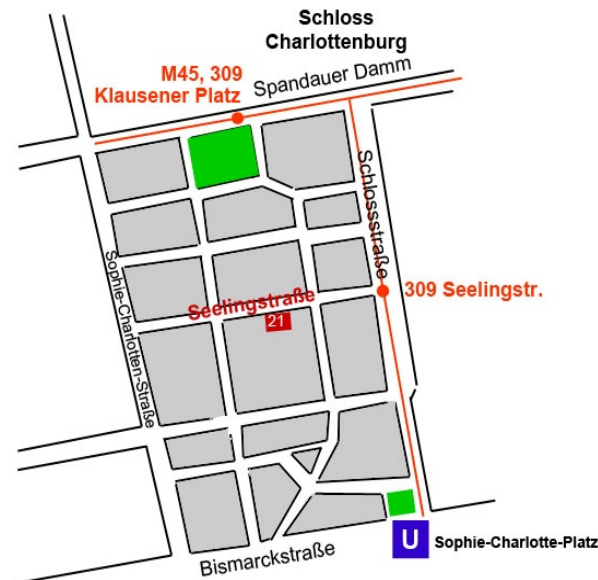 Schloss
Charlottenburg
M45, 309
Klausener Platz
Spandauer Damm
Schlossstraße
Sophie-Charlotten-Straße
Seelingstraße
309 Seelingstr.
21
U
Sophie-Charlotte-Platz
Bismarckstraße